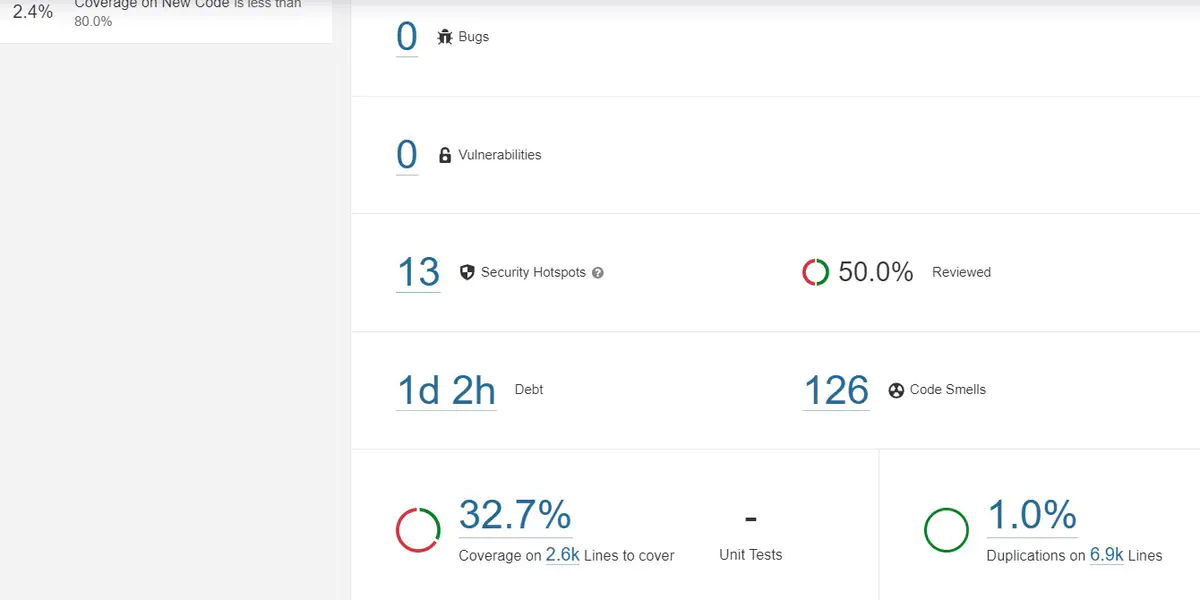 2.4%
Coverage on New Code is less than
80.0%
0 Bugs
0 Vulnerabilities
13 Security Hotspots ?
50.0% Reviewed
1d 2h Debt
126 Code Smells
32.7%
Coverage on 2.6k Lines to cover
-
Unit Tests
1.0%
Duplications on 6.9k Lines